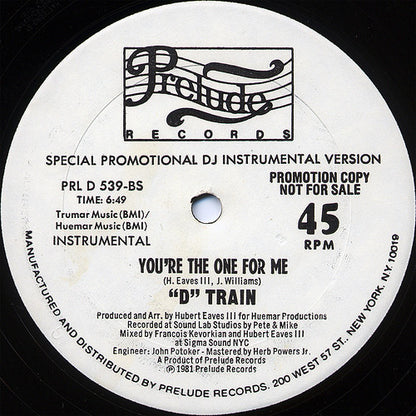 Prelude
RECORDS
SPECIAL PROMOTIONAL DJ INSTRUMENTAL VERSION
PRL D 539-BS
TIME: 6:49
Trumar Music (BMI)/
Huemar Music (BMI)
INSTRUMENTAL
PROMOTION COPY
NOT FOR SALE
45
RPM
YOU'RE THE ONE FOR ME
(H. Eaves III, J. Williams)
"D" TRAIN
Produced and Arr. by Hubert Eaves III for Huemar Productions
Recorded at Sound Lab Studios by Pete & Mike
Mixed by Francois Kevorkian and Hubert Eaves III
at Sigma Sound NYC
Engineer: John Potoker - Mastered by Herb Powers Jr.
A Product of Prelude Records
℗ 1981 Prelude Records
MANUFACTURED AND DISTRIBUTED BY PRELUDE RECORDS. 200 WEST 57 ST., NEW YORK, N.Y. 10019